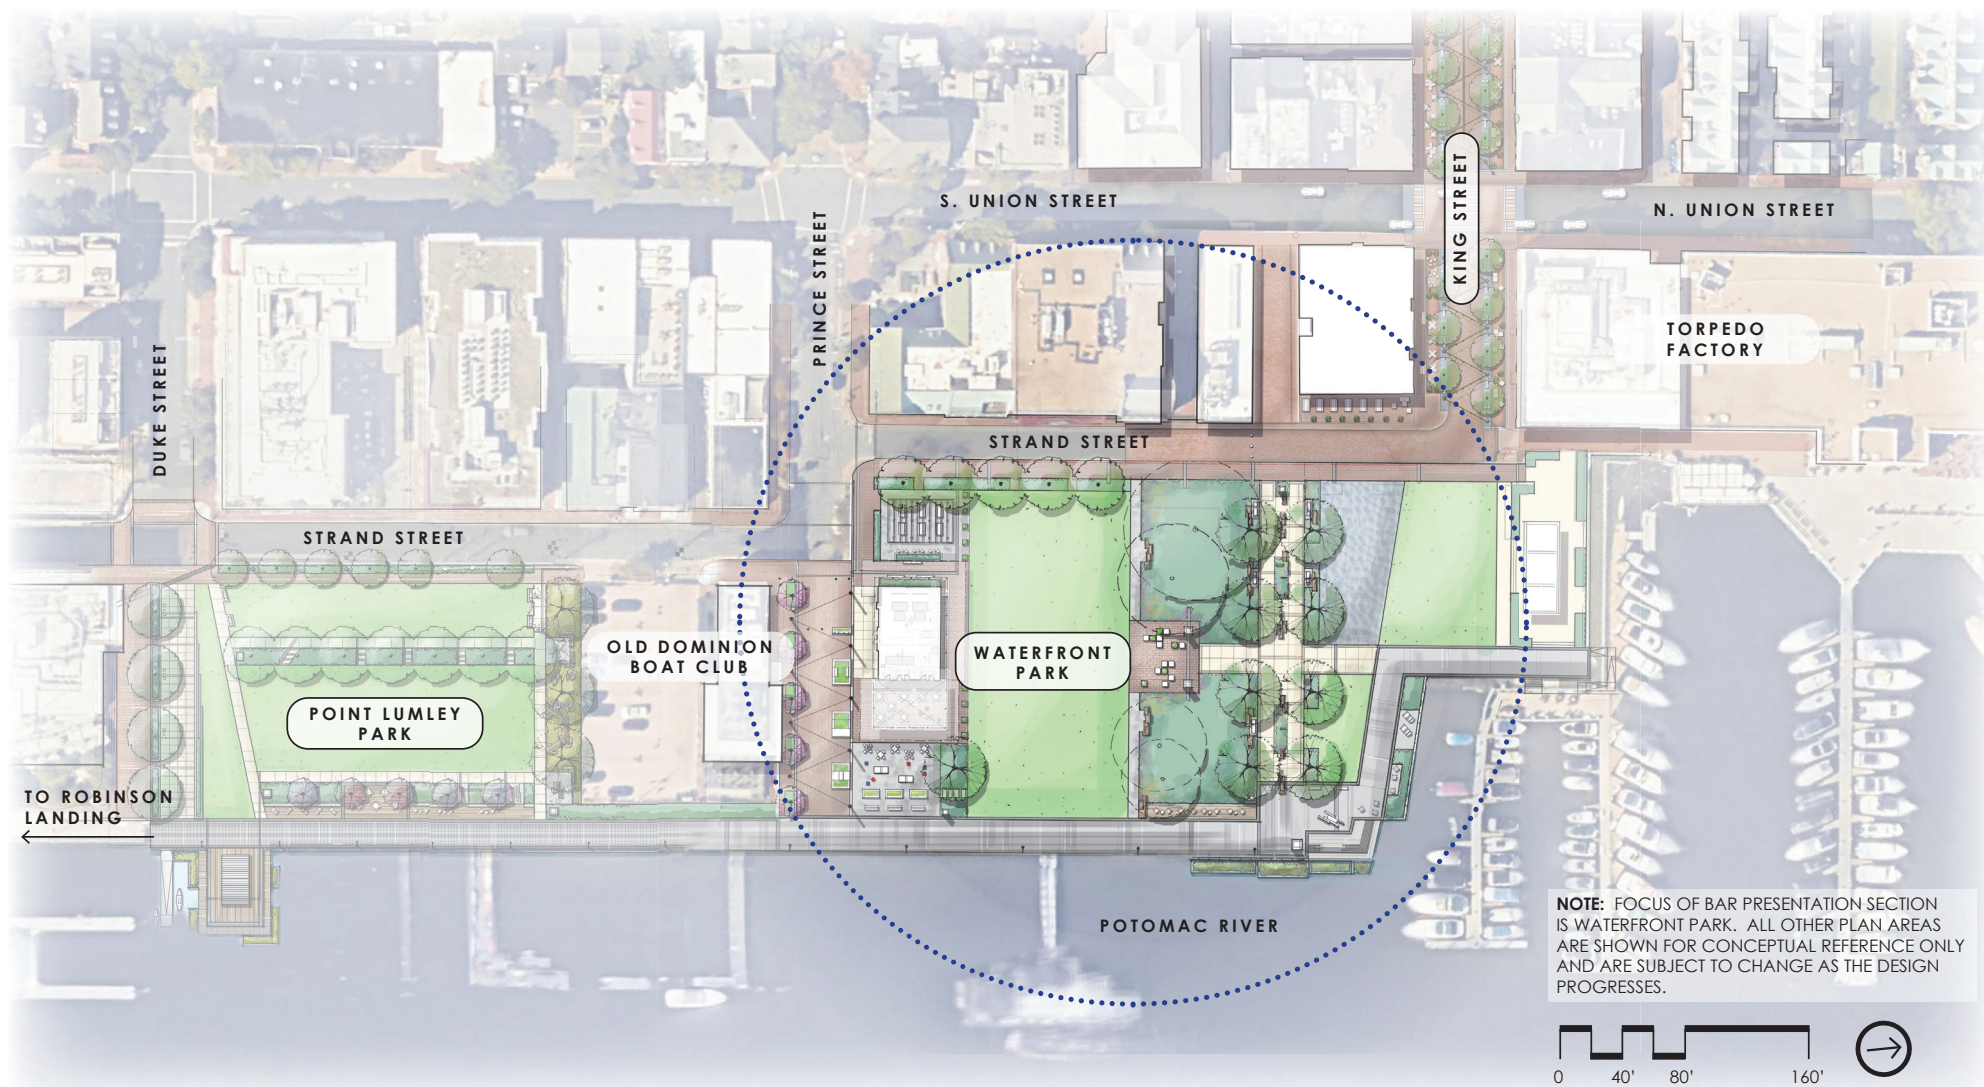 S. UNION STREET
N. UNION STREET
KING STREET
PRINCE STREET
DUKE STREET
TORPEDO
FACTORY
STRAND STREET
STRAND STREET
OLD DOMINION
BOAT CLUB
WATERFRONT
PARK
POINT LUMLEY
PARK
TO ROBINSON
LANDING
POTOMAC RIVER
NOTE: FOCUS OF BAR PRESENTATION SECTION
IS WATERFRONT PARK. ALL OTHER PLAN AREAS
ARE SHOWN FOR CONCEPTUAL REFERENCE ONLY
AND ARE SUBJECT TO CHANGE AS THE DESIGN
PROGRESSES.
0 40' 80' 160'